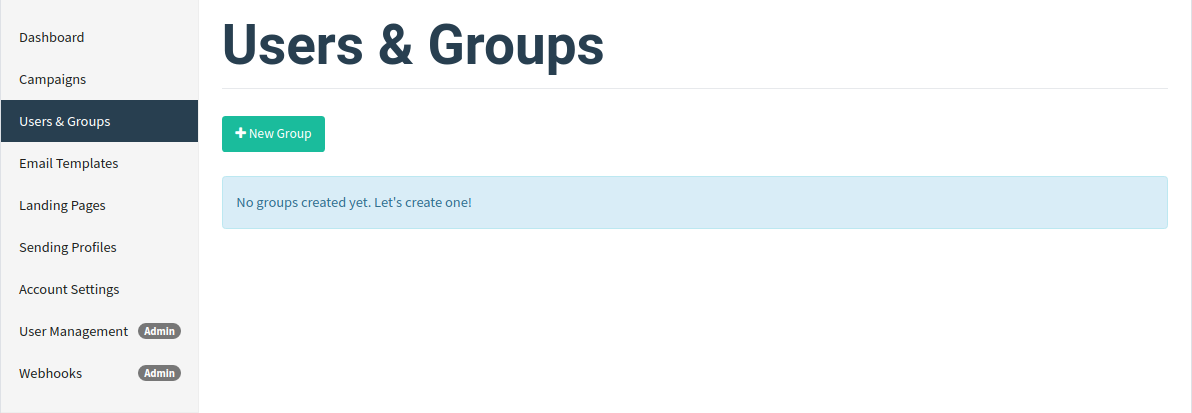 Dashboard
Campaigns
Users & Groups
Email Templates
Landing Pages
Sending Profiles
Account Settings
User Management Admin
Webhooks Admin
Users & Groups
New Group
No groups created yet. Let's create one!